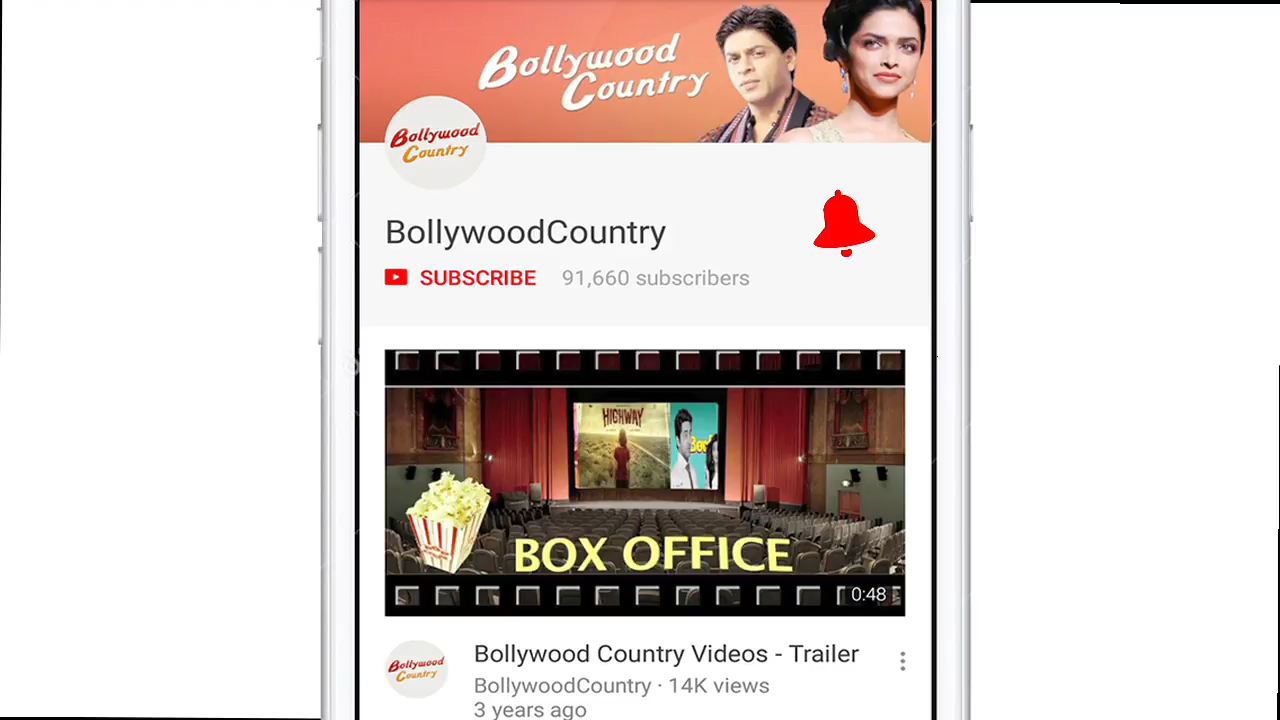 Bollywood
Country
Bollywood
Country
BollywoodCountry
SUBSCRIBE 91,660 subscribers
HIGHWAY
BOX OFFICE
0:48
Bollywood
Country
Bollywood Country Videos - Trailer
BollywoodCountry · 14K views
3 years ago